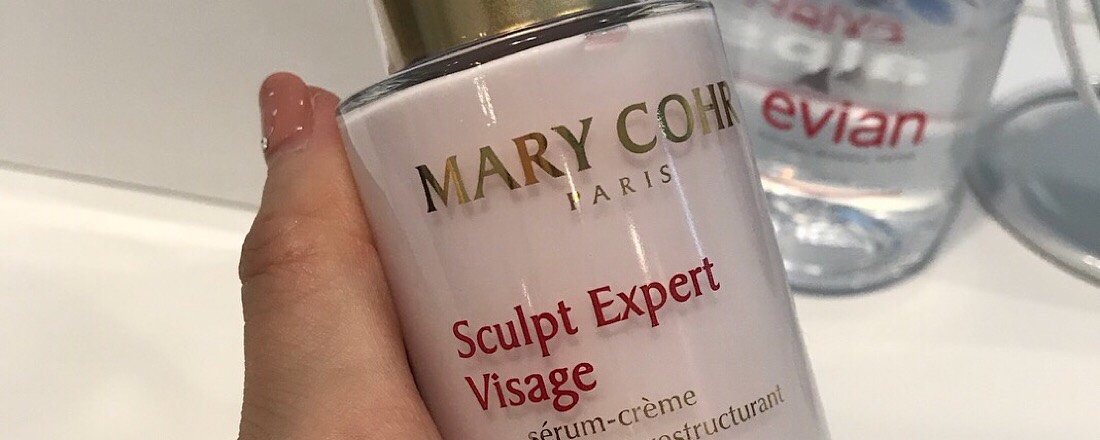 MARY COHR
PARIS
Sculpt Expert
Visage
sérum-crème
evian